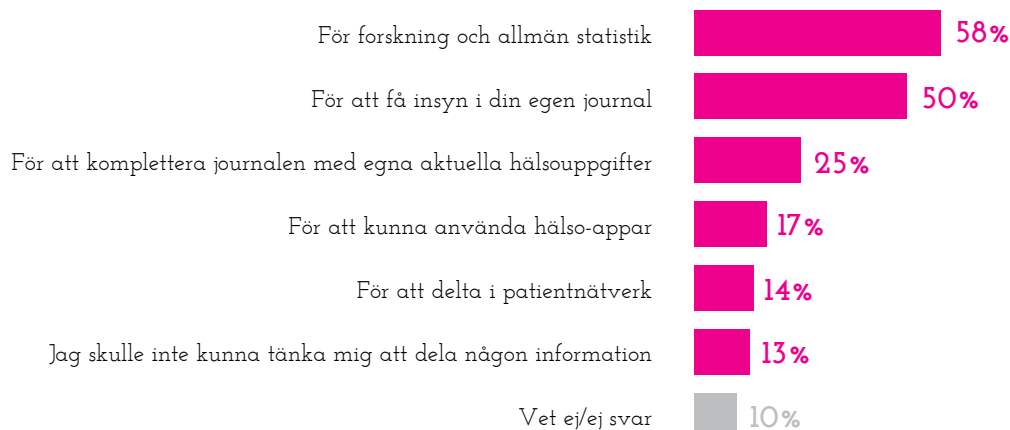 För forskning och allmän statistik 58%
För att få insyn i din egen journal 50%
För att komplettera journalen med egna aktuella hälsouppgifter 25%
För att kunna använda hälso-appar 17%
För att delta i patientnätverk 14%
Jag skulle inte kunna tänka mig att dela någon information 13%
Vet ej/ej svar 10%